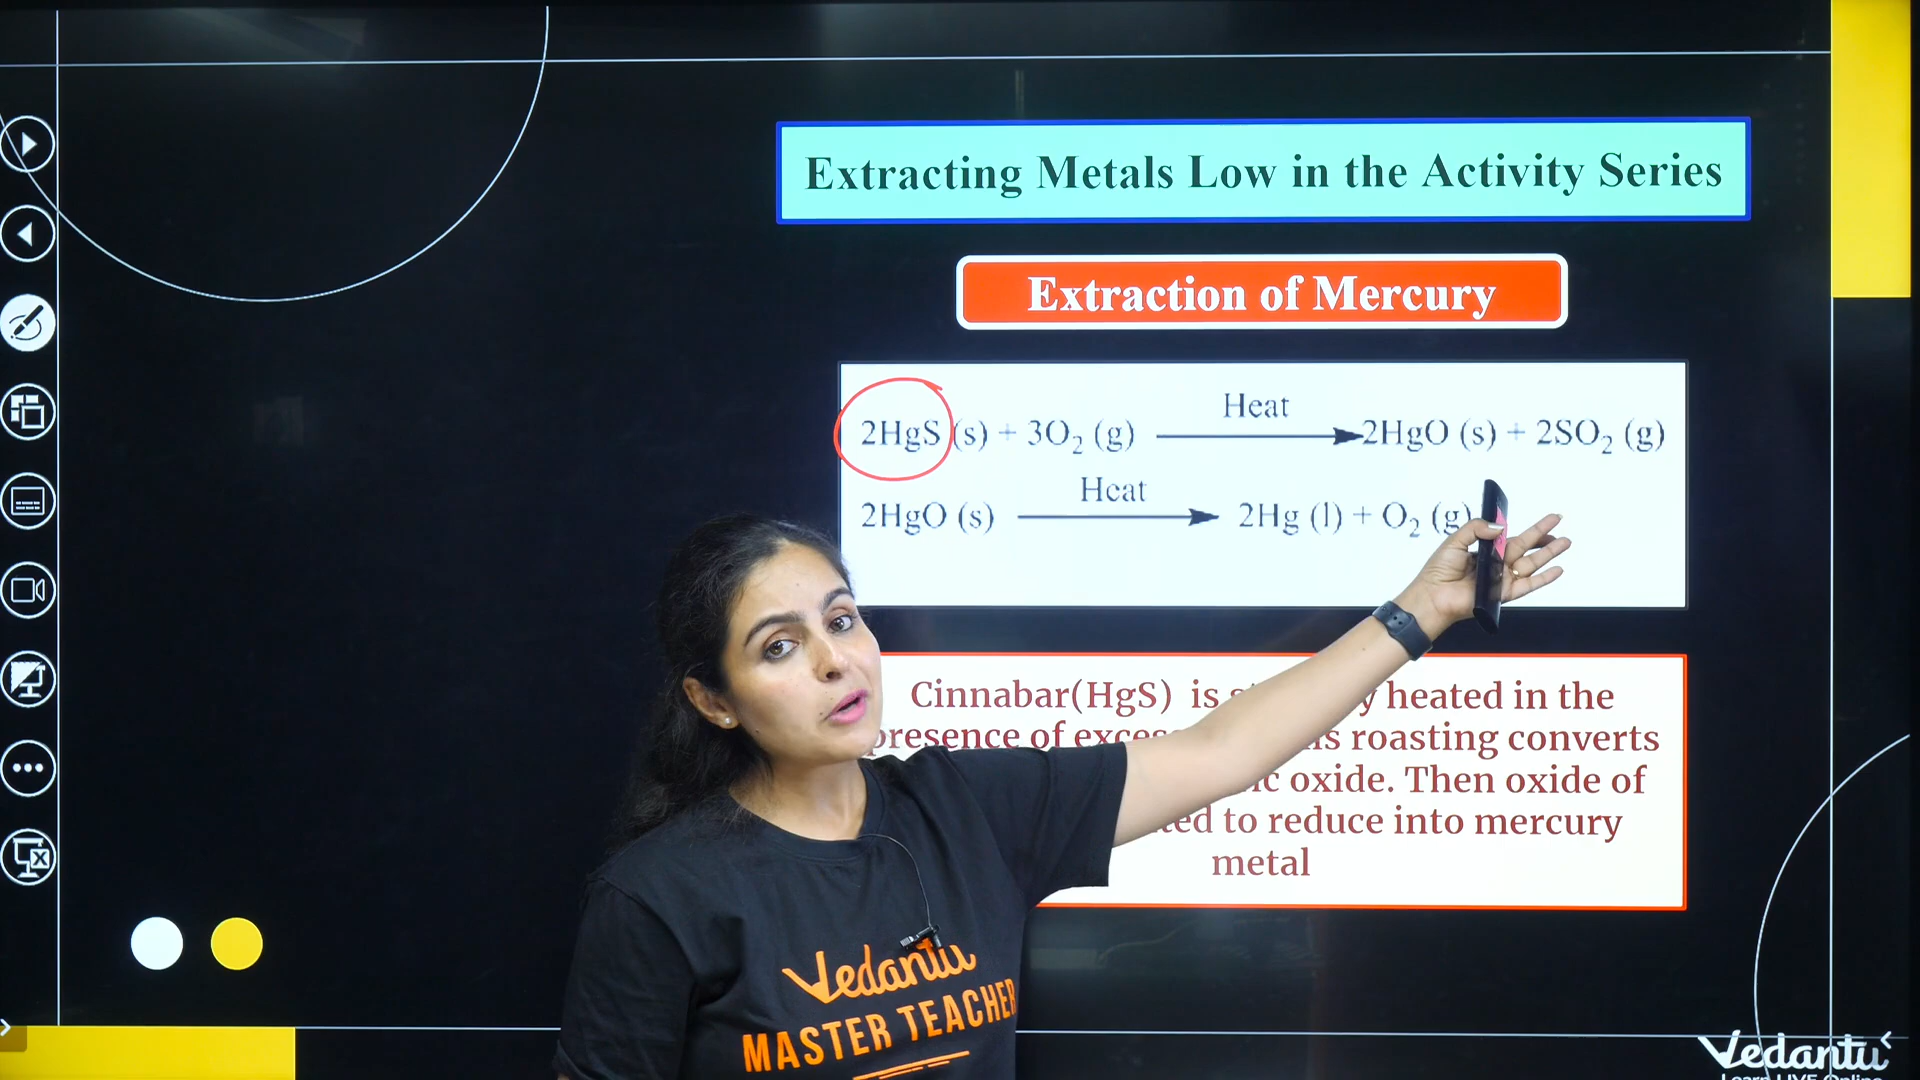 Extracting Metals Low in the Activity Series
Extraction of Mercury
Heat
2HgS (s) + 3O₂ (g) 2HgO (s) + 2SO₂ (g)
Heat
2HgO (s) 2Hg (l) + O₂ (g)
Cinnabar(HgS) is heated in the
presence of roasting converts
oxide. Then oxide of
to reduce into mercury
metal
Vedantu
MASTER TEACHER
Vedantu